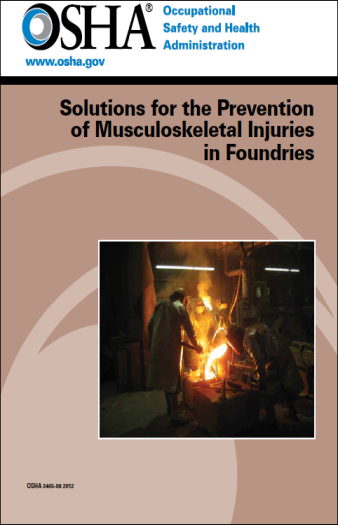 OSHA®
Occupational
Safety and Health
Administration
www.osha.gov
Solutions for the Prevention
of Musculoskeletal Injuries
in Foundries
OSHA 3465-08 2012